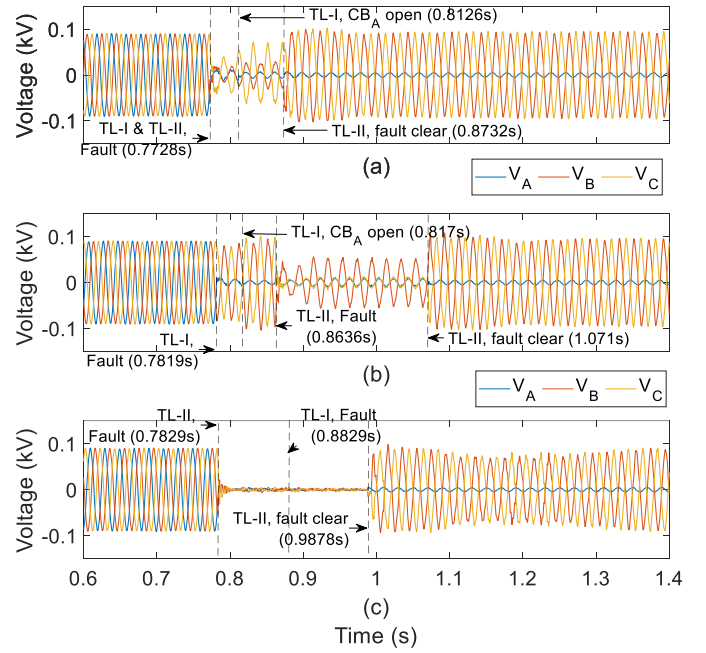 TL-I, CB_A open (0.8126s)
Voltage (kV)
0.1
0
-0.1
TL-I & TL-II,
Fault (0.7728s)
TL-II, fault clear (0.8732s)
(a)
V_A V_B V_C
TL-I, CB_A open (0.817s)
Voltage (kV)
0.1
0
-0.1
TL-I,
Fault (0.7819s)
TL-II, Fault
(0.8636s)
TL-II, fault clear (1.071s)
(b)
V_A V_B V_C
TL-II,
Fault (0.7829s)
TL-I, Fault
(0.8829s)
Voltage (kV)
0.1
0
-0.1
TL-II, fault clear
(0.9878s)
0.6 0.7 0.8 0.9 1 1.1 1.2 1.3 1.4
(c)
Time (s)